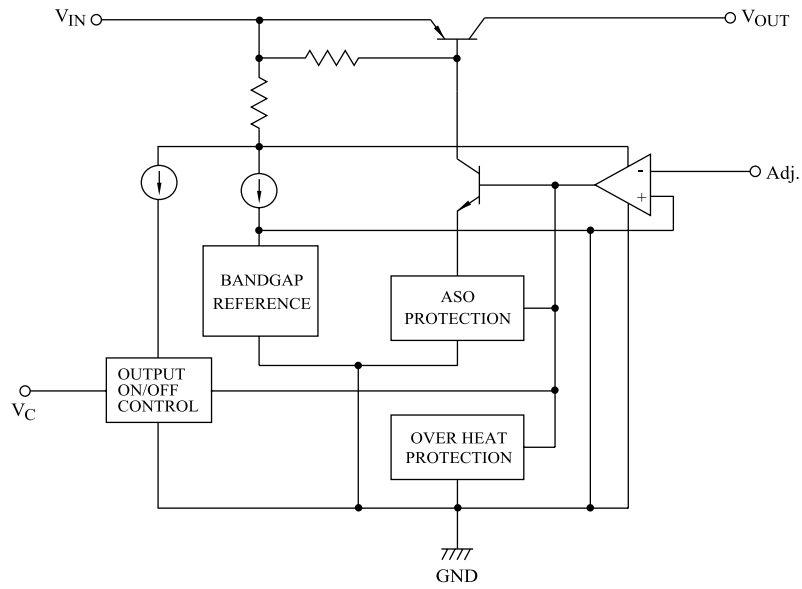 VIN
VOUT
- Adj.
+
BANDGAP
REFERENCE
ASO
PROTECTION
OUTPUT
ON/OFF
CONTROL
VC
OVER HEAT
PROTECTION
GND